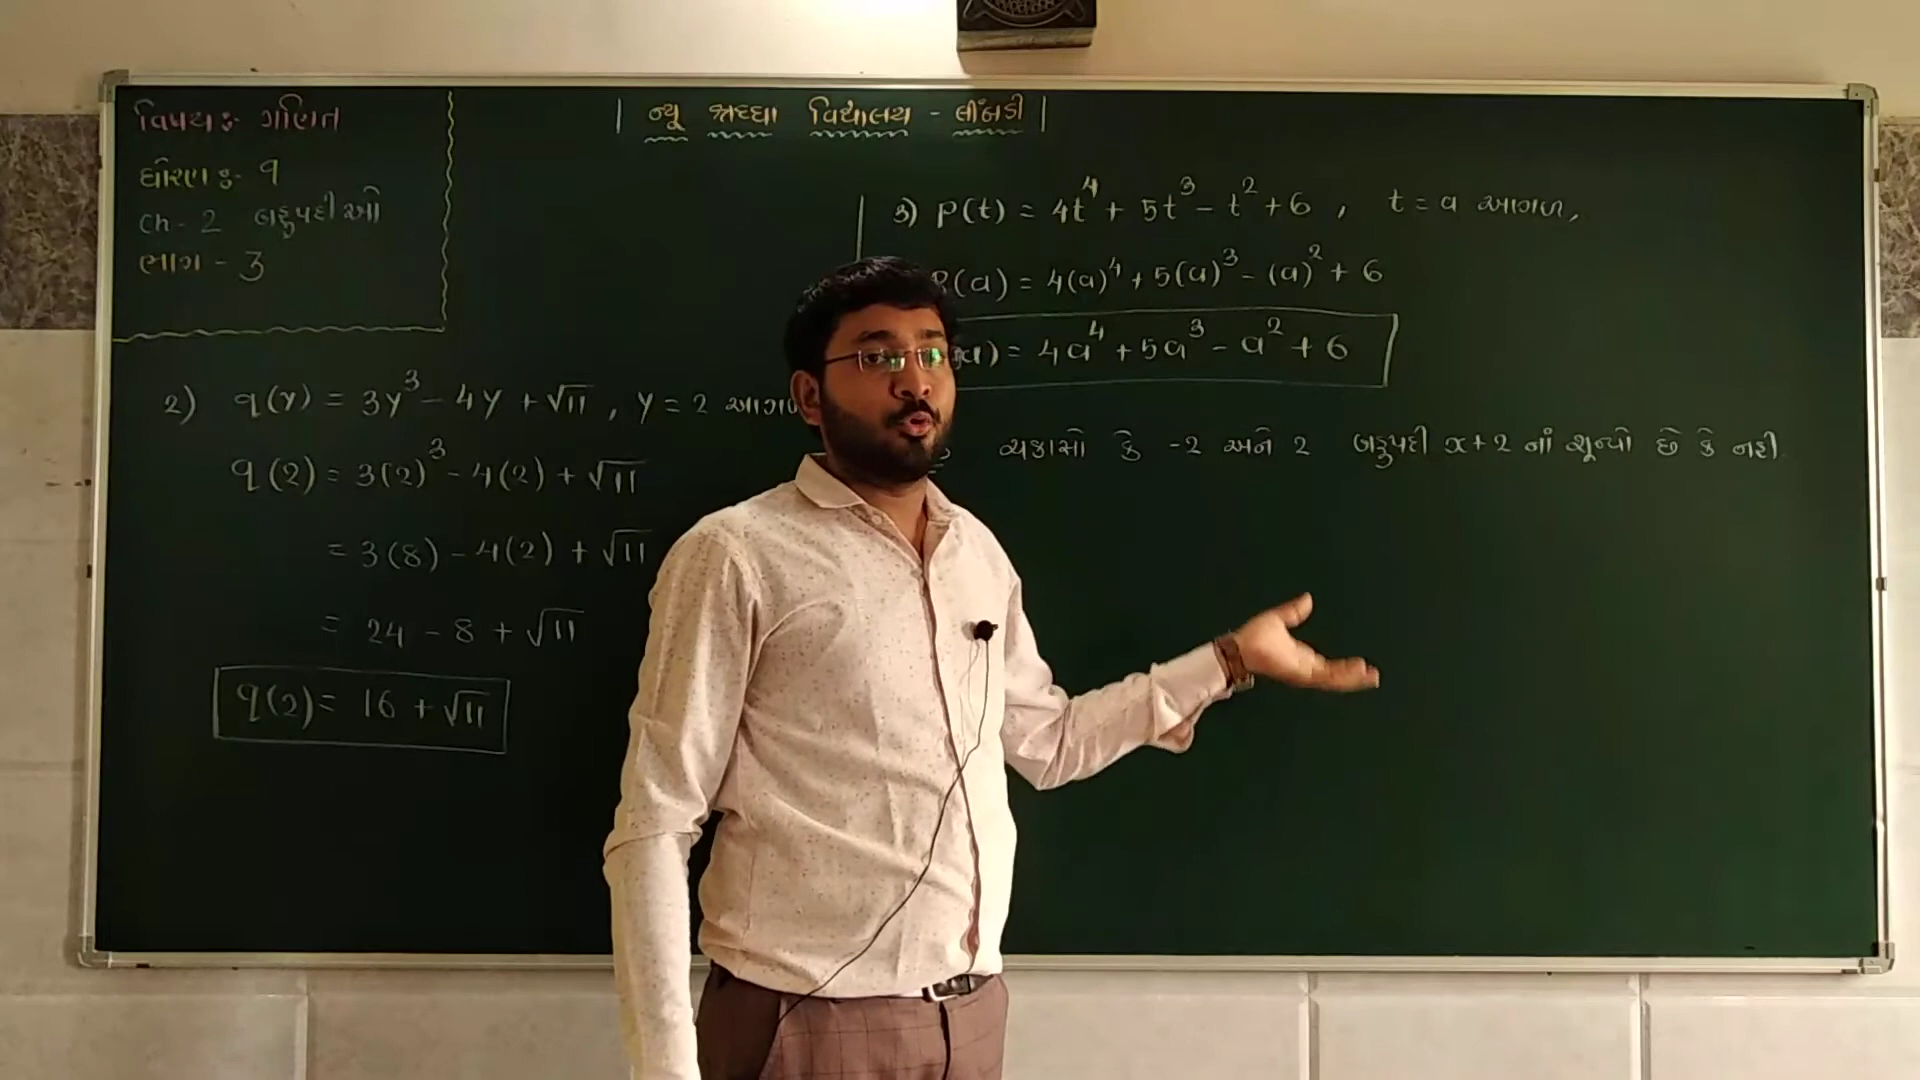 | ન્યૂ શ્રધ્ધા વિદ્યાલય - લીંબડી |
વિષય ઃ ગણિત
ધોરણ ઃ- 9
ch - 2 બહુપદીઓ
ભાગ - 3
2) q(y) = 3y³ - 4y + √11 , y = 2 આગળ
q(2) = 3(2)³ - 4(2) + √11
= 3(8) - 4(2) + √11
= 24 - 8 + √11
q(2) = 16 + √11
3) P(t) = 4t⁴ + 5t³ - t² + 6 , t = a આગળ,
P(a) = 4(a)⁴ + 5(a)³ - (a)² + 6
(a) = 4a⁴ + 5a³ - a² + 6
ચકાસો કે -2 અને 2 બહુપદી x+2 નાં શૂન્યો છે કે નહીં.